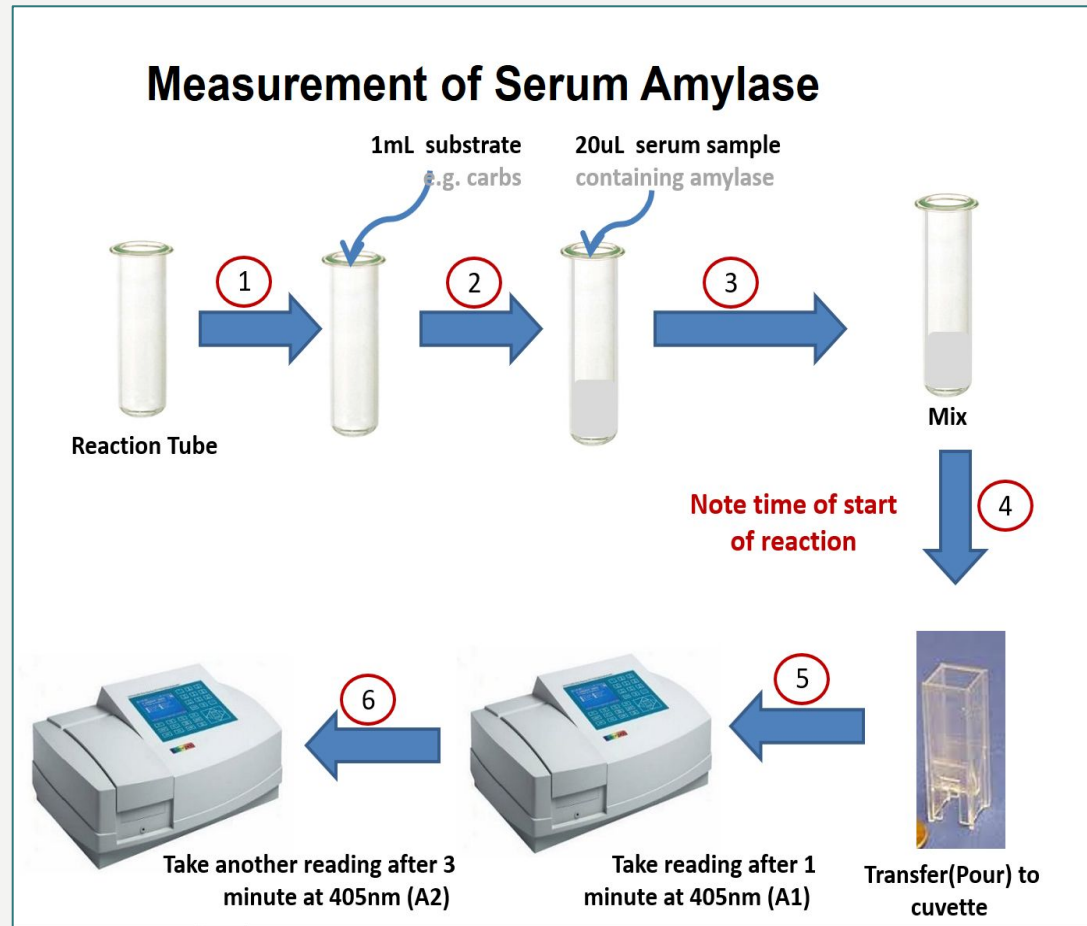 Measurement of Serum Amylase
1mL substrate
e.g. carbs
20uL serum sample
containing amylase
1
2
3
Reaction Tube
Mix
Note time of start
of reaction
4
5
6
Take another reading after 3
minute at 405nm (A2)
Take reading after 1
minute at 405nm (A1)
Transfer(Pour) to
cuvette